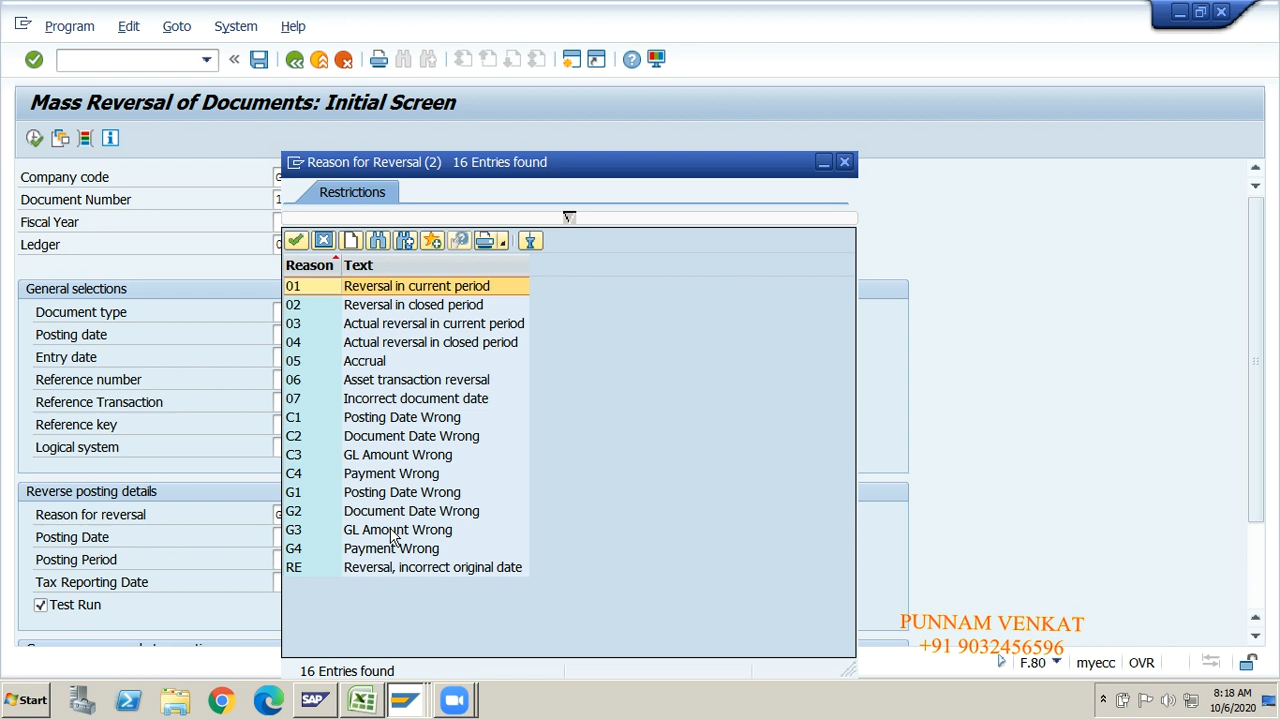 Program Edit Goto System Help
Mass Reversal of Documents: Initial Screen
Reason for Reversal (2) 16 Entries found
Restrictions
Company code G
Document Number 1
Fiscal Year
Ledger 0
General selections
Document type
Posting date
Entry date
Reference number
Reference Transaction
Reference key
Logical system
Reverse posting details
Reason for reversal G
Posting Date
Posting Period
Tax Reporting Date
Test Run
Reason Text
01 Reversal in current period
02 Reversal in closed period
03 Actual reversal in current period
04 Actual reversal in closed period
05 Accrual
06 Asset transaction reversal
07 Incorrect document date
C1 Posting Date Wrong
C2 Document Date Wrong
C3 GL Amount Wrong
C4 Payment Wrong
G1 Posting Date Wrong
G2 Document Date Wrong
G3 GL Amount Wrong
G4 Payment Wrong
RE Reversal, incorrect original date
16 Entries found
PUNNAM VENKAT
+91 9032456596
F.80 myecc OVR
Start SAP
8:18 AM
10/6/2020